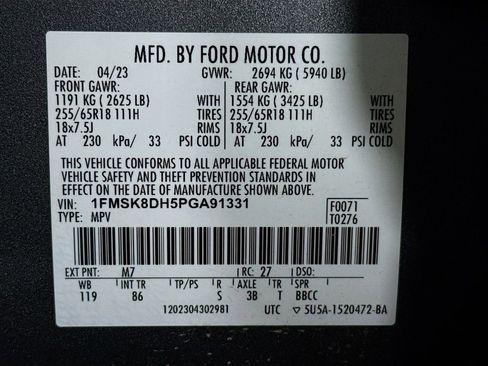 MFD. BY FORD MOTOR CO.
DATE: 04/23 GVWR: 2694 KG ( 5940 LB)
FRONT GAWR: REAR GAWR:
1191 KG ( 2625 LB) WITH 1554 KG ( 3425 LB) WITH
255/65R18 111H TIRES 255/65R18 111H TIRES
18x7.5J RIMS 18x7.5J RIMS
AT 230 kPa/ 33 PSI COLD AT 230 kPa/ 33 PSI COLD
THIS VEHICLE CONFORMS TO ALL APPLICABLE FEDERAL MOTOR
VEHICLE SAFETY AND THEFT PREVENTION STANDARDS IN
EFFECT ON THE DATE OF MANUFACTURE SHOWN ABOVE.
VIN: 1FMSK8DH5PGA91331 F0071
TYPE: MPV T0276
EXT PNT: M7 RC: 27 DSO:
WB INT TR TP/PS R AXLE TR SPR
119 86 S 3B T BBCC
1202304302981 UTC ▽ 5U5A-1520472-BA